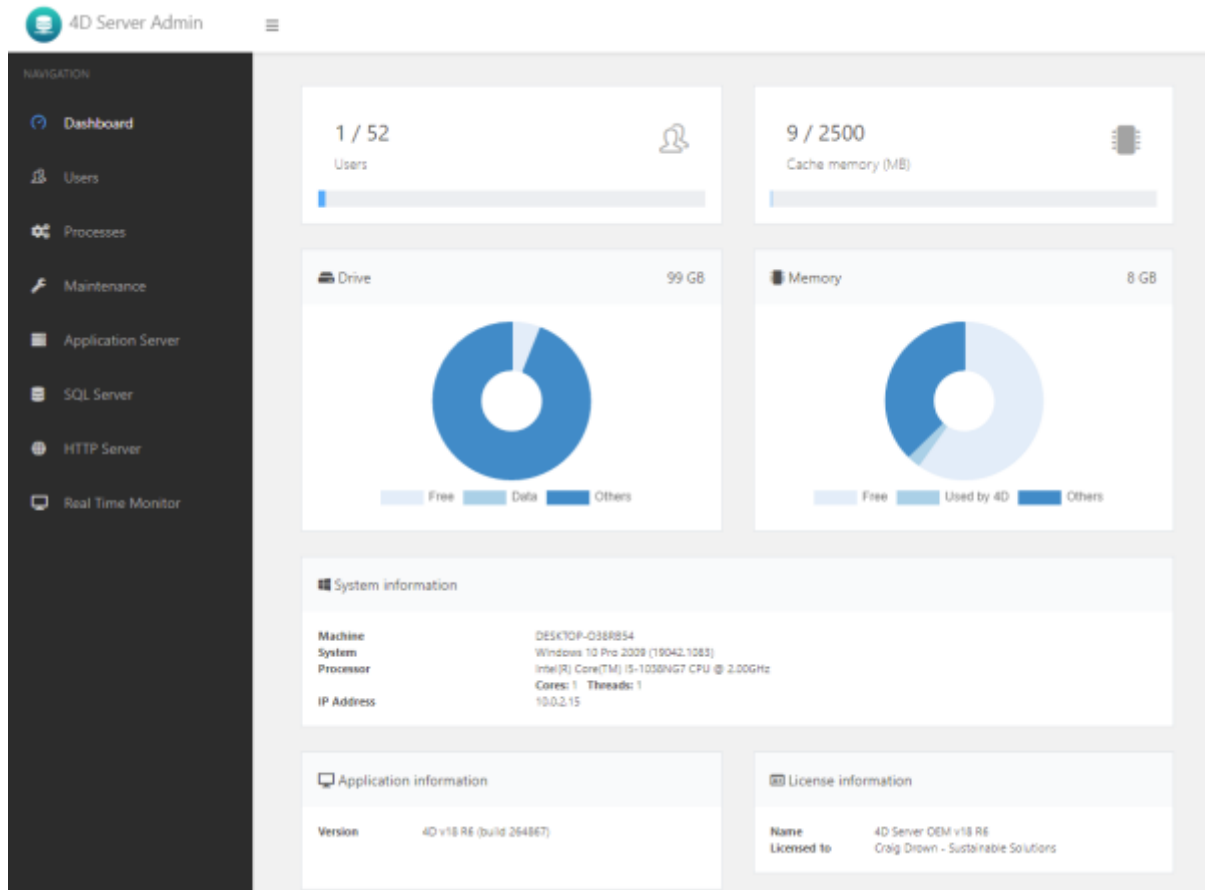 4D Server Admin
NAVIGATION
Dashboard
Users
Processes
Maintenance
Application Server
SQL Server
HTTP Server
Real Time Monitor
1 / 52
Users
9 / 2500
Cache memory (MB)
Drive 99 GB
Memory 8 GB
Free Data Others
Free Used by 4D Others
System information
Machine DESKTOP-O38RB54
System Windows 10 Pro 2009 (19042.1083)
Processor Intel(R) Core(TM) i5-1038NG7 CPU @ 2.00GHz
Cores: 1 Threads: 1
IP Address 10.0.2.15
Application information
Version 4D v18 R6 (build 264867)
License information
Name 4D Server OEM v18 R6
Licensed to Craig Drown - Sustainable Solutions